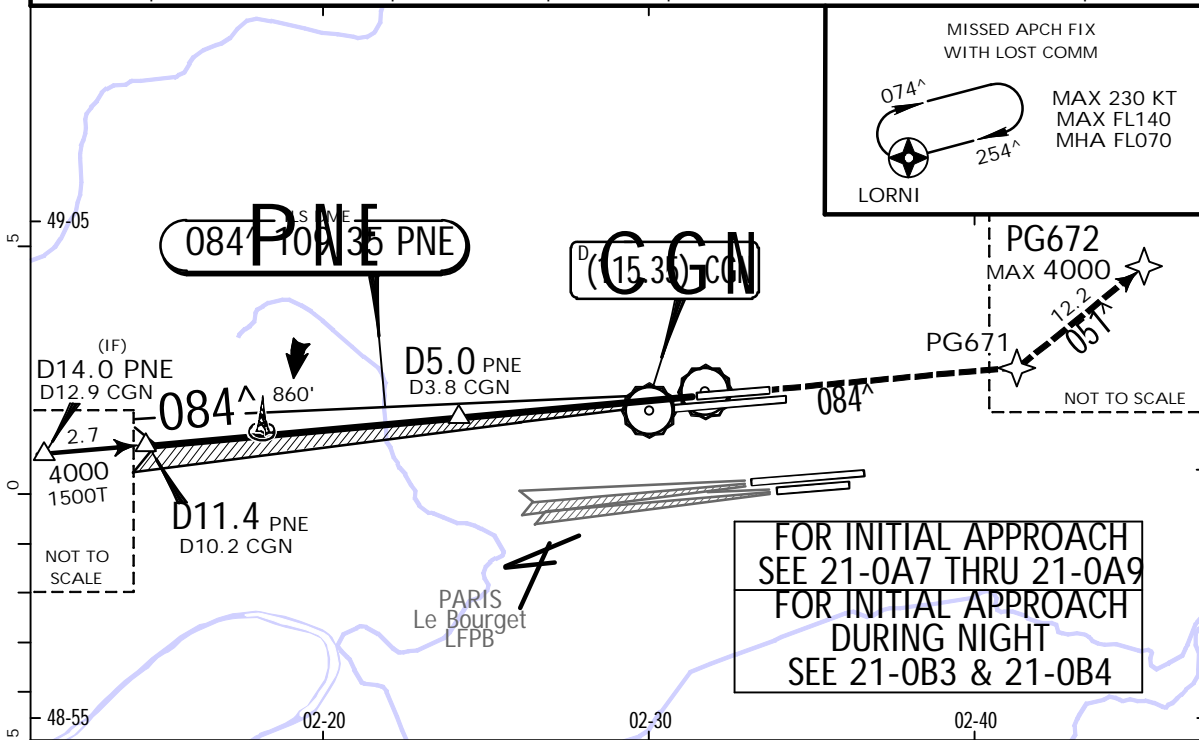 MISSED APCH FIX
WITH LOST COMM
074^
254^
MAX 230 KT
MAX FL140
MHA FL070
LORNI
49-05
5
PNE
ILS DME
084^ 109.35 PNE
CGN
D
(115.35) CGN
PG672
MAX 4000
12.2
051^
PG671
NOT TO SCALE
(IF)
D14.0 PNE
D12.9 CGN
2.7
4000
1500T
NOT TO
SCALE
084^
860'
D5.0 PNE
D3.8 CGN
084^
D11.4 PNE
D10.2 CGN
0
PARIS
Le Bourget
LFPB
FOR INITIAL APPROACH
SEE 21-0A7 THRU 21-0A9
FOR INITIAL APPROACH
DURING NIGHT
SEE 21-0B3 & 21-0B4
5
48-55
02-20
02-30
02-40